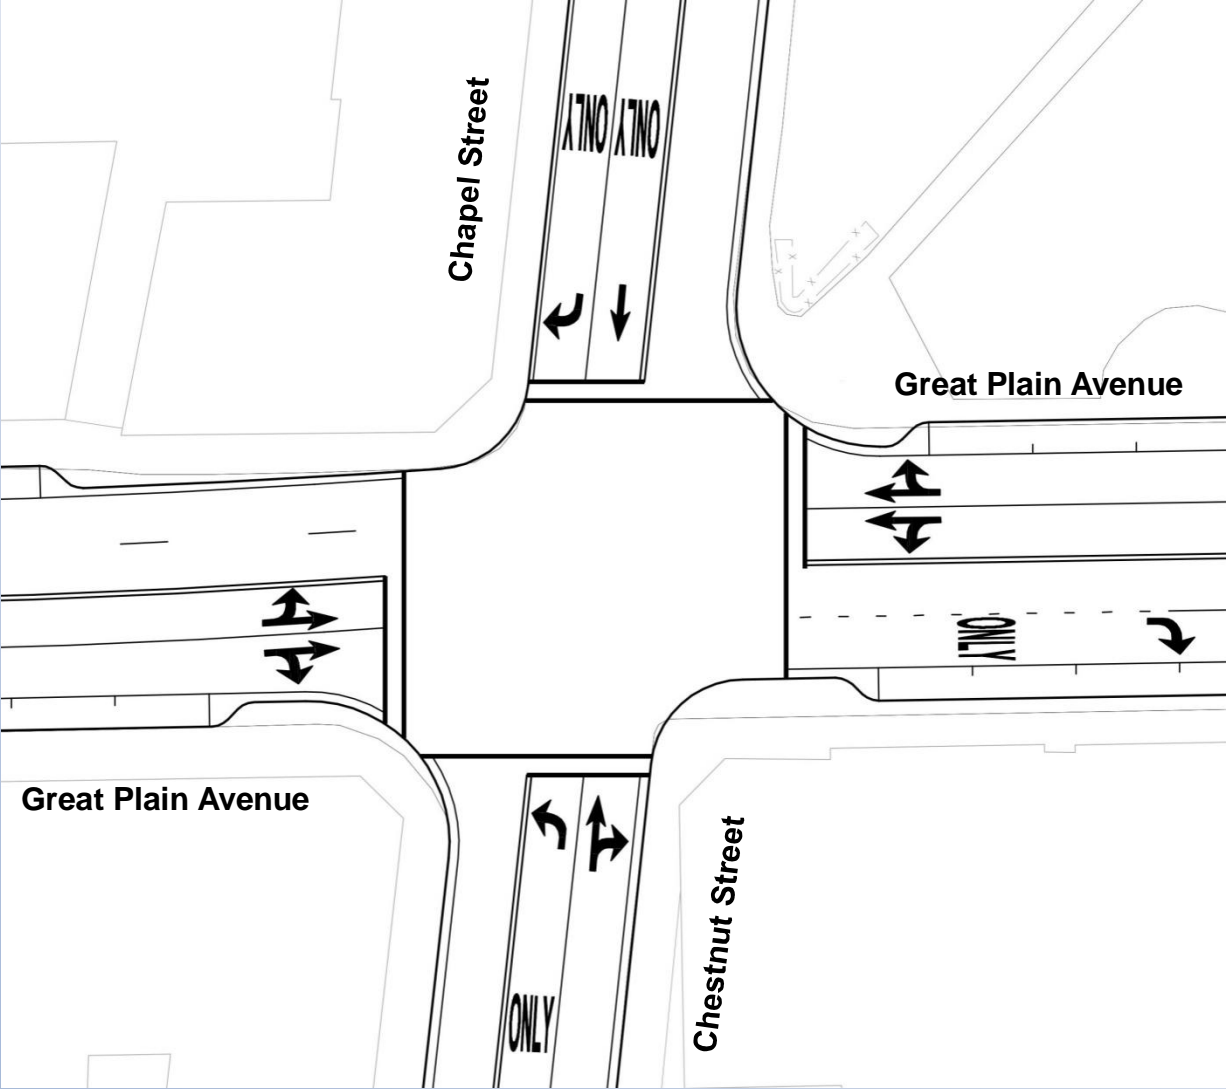 Chapel Street
ONLY
ONLY
Great Plain Avenue
ONLY
Great Plain Avenue
Chestnut Street
ONLY